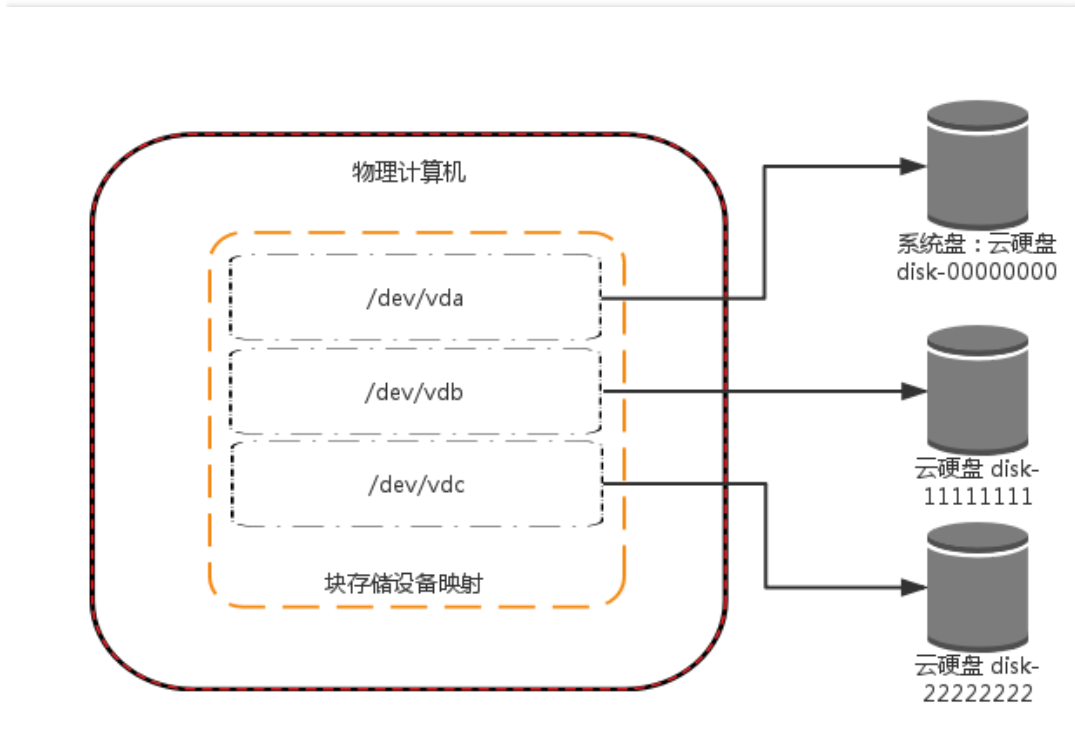 物理计算机
/dev/vda
/dev/vdb
/dev/vdc
块存储设备映射
系统盘：云硬盘
disk-00000000
云硬盘 disk-
11111111
云硬盘 disk-
22222222